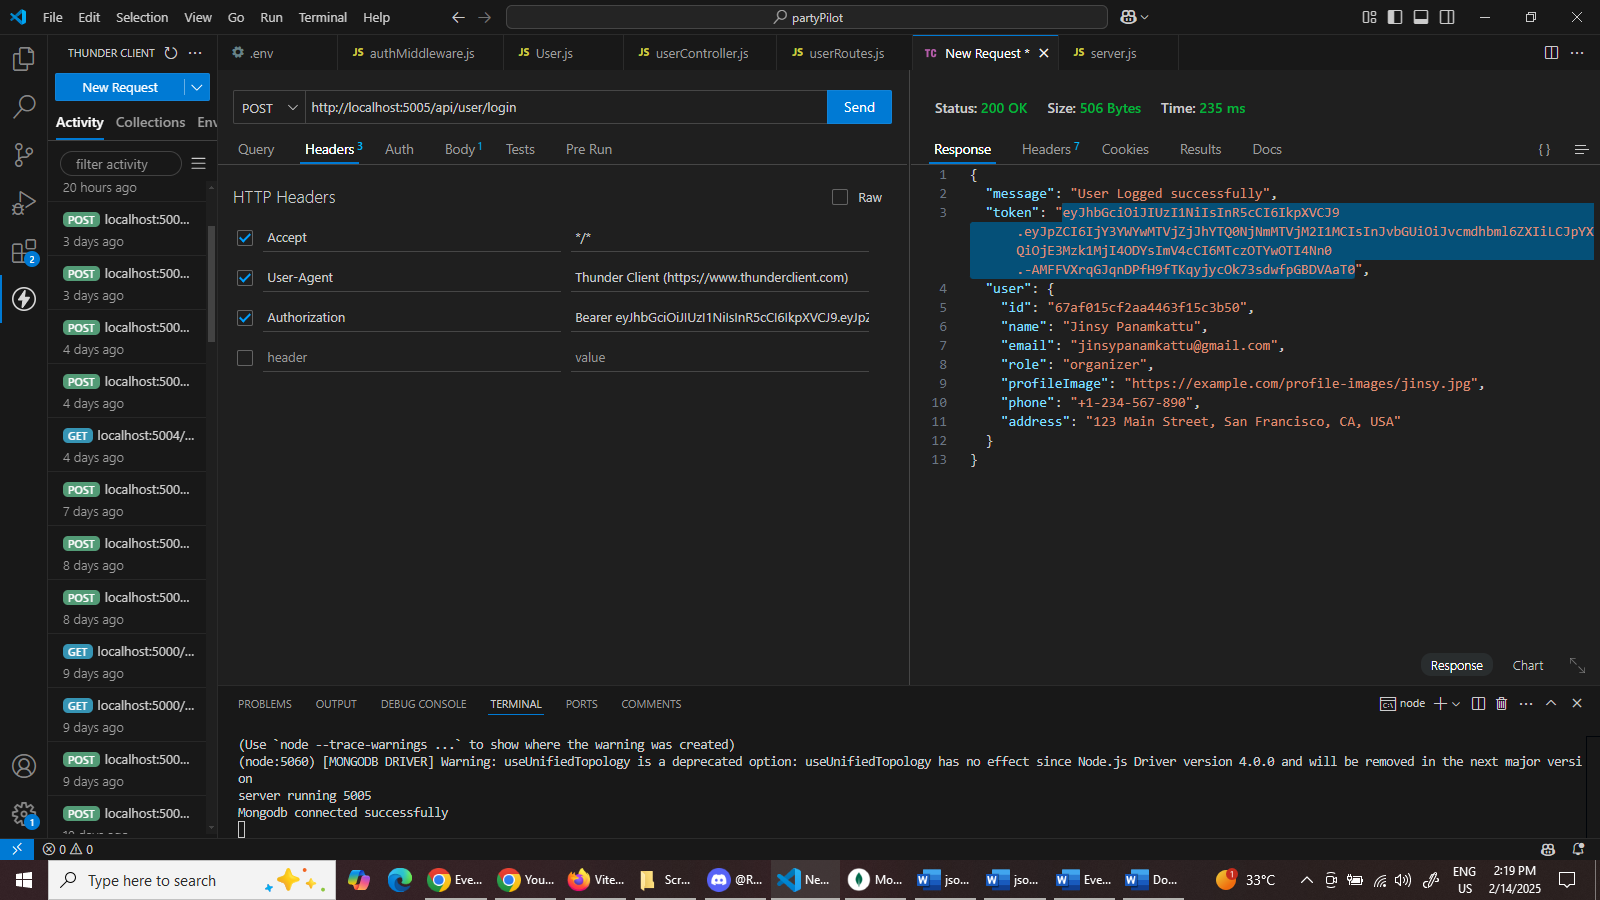 File Edit Selection View Go Run Terminal Help
partyPilot
THUNDER CLIENT
New Request
Activity Collections Env
filter activity
20 hours ago
POST localhost:500...
3 days ago
POST localhost:500...
3 days ago
POST localhost:500...
4 days ago
POST localhost:500...
4 days ago
GET localhost:5004/...
4 days ago
POST localhost:500...
7 days ago
POST localhost:500...
8 days ago
POST localhost:500...
8 days ago
GET localhost:5000/...
9 days ago
GET localhost:5000/...
9 days ago
POST localhost:500...
9 days ago
POST localhost:500...
.env
JS authMiddleware.js
JS User.js
JS userController.js
JS userRoutes.js
TC New Request *
JS server.js
POST http://localhost:5005/api/user/login Send
Query Headers 3 Auth Body 1 Tests Pre Run
HTTP Headers Raw
Accept */*
User-Agent Thunder Client (https://www.thunderclient.com)
Authorization Bearer eyJhbGciOiJIUzI1NiIsInR5cCI6IkpXVCJ9.eyJpZ
header value
Status: 200 OK Size: 506 Bytes Time: 235 ms
Response Headers 7 Cookies Results Docs { }
1 {
2 "message": "User Logged successfully",
3 "token": "eyJhbGciOiJIUzI1NiIsInR5cCI6IkpXVCJ9
.eyJpZCI6IjY3YWYwMTVjZjJhYTQ0NjNmMTVjM2I1MCIsInJvbGUiOiJvcmdhbml6ZXIiLCJpYX
QiOjE3Mzk1MjI4ODYsImV4cCI6MTczOTYwOTI4Nn0
.-AMFFVXrqGJqnDPfH9fTKqyjycOk73sdwfpGBDVAaT0",
4 "user": {
5 "id": "67af015cf2aa4463f15c3b50",
6 "name": "Jinsy Panamkattu",
7 "email": "jinsypanamkattu@gmail.com",
8 "role": "organizer",
9 "profileImage": "https://example.com/profile-images/jinsy.jpg",
10 "phone": "+1-234-567-890",
11 "address": "123 Main Street, San Francisco, CA, USA"
12 }
13 }
Response Chart
PROBLEMS OUTPUT DEBUG CONSOLE TERMINAL PORTS COMMENTS
node
(Use `node --trace-warnings ...` to show where the warning was created)
(node:5060) [MONGODB DRIVER] Warning: useUnifiedTopology is a deprecated option: useUnifiedTopology has no effect since Node.js Driver version 4.0.0 and will be removed in the next major versi
on
server running 5005
Mongodb connected successfully
2
1
0 0
Type here to search
Eve... You... Vite... Scr... @R... Ne... Mo... jso... jso... Eve... Do...
1 33°C
ENG
US
2:19 PM
2/14/2025